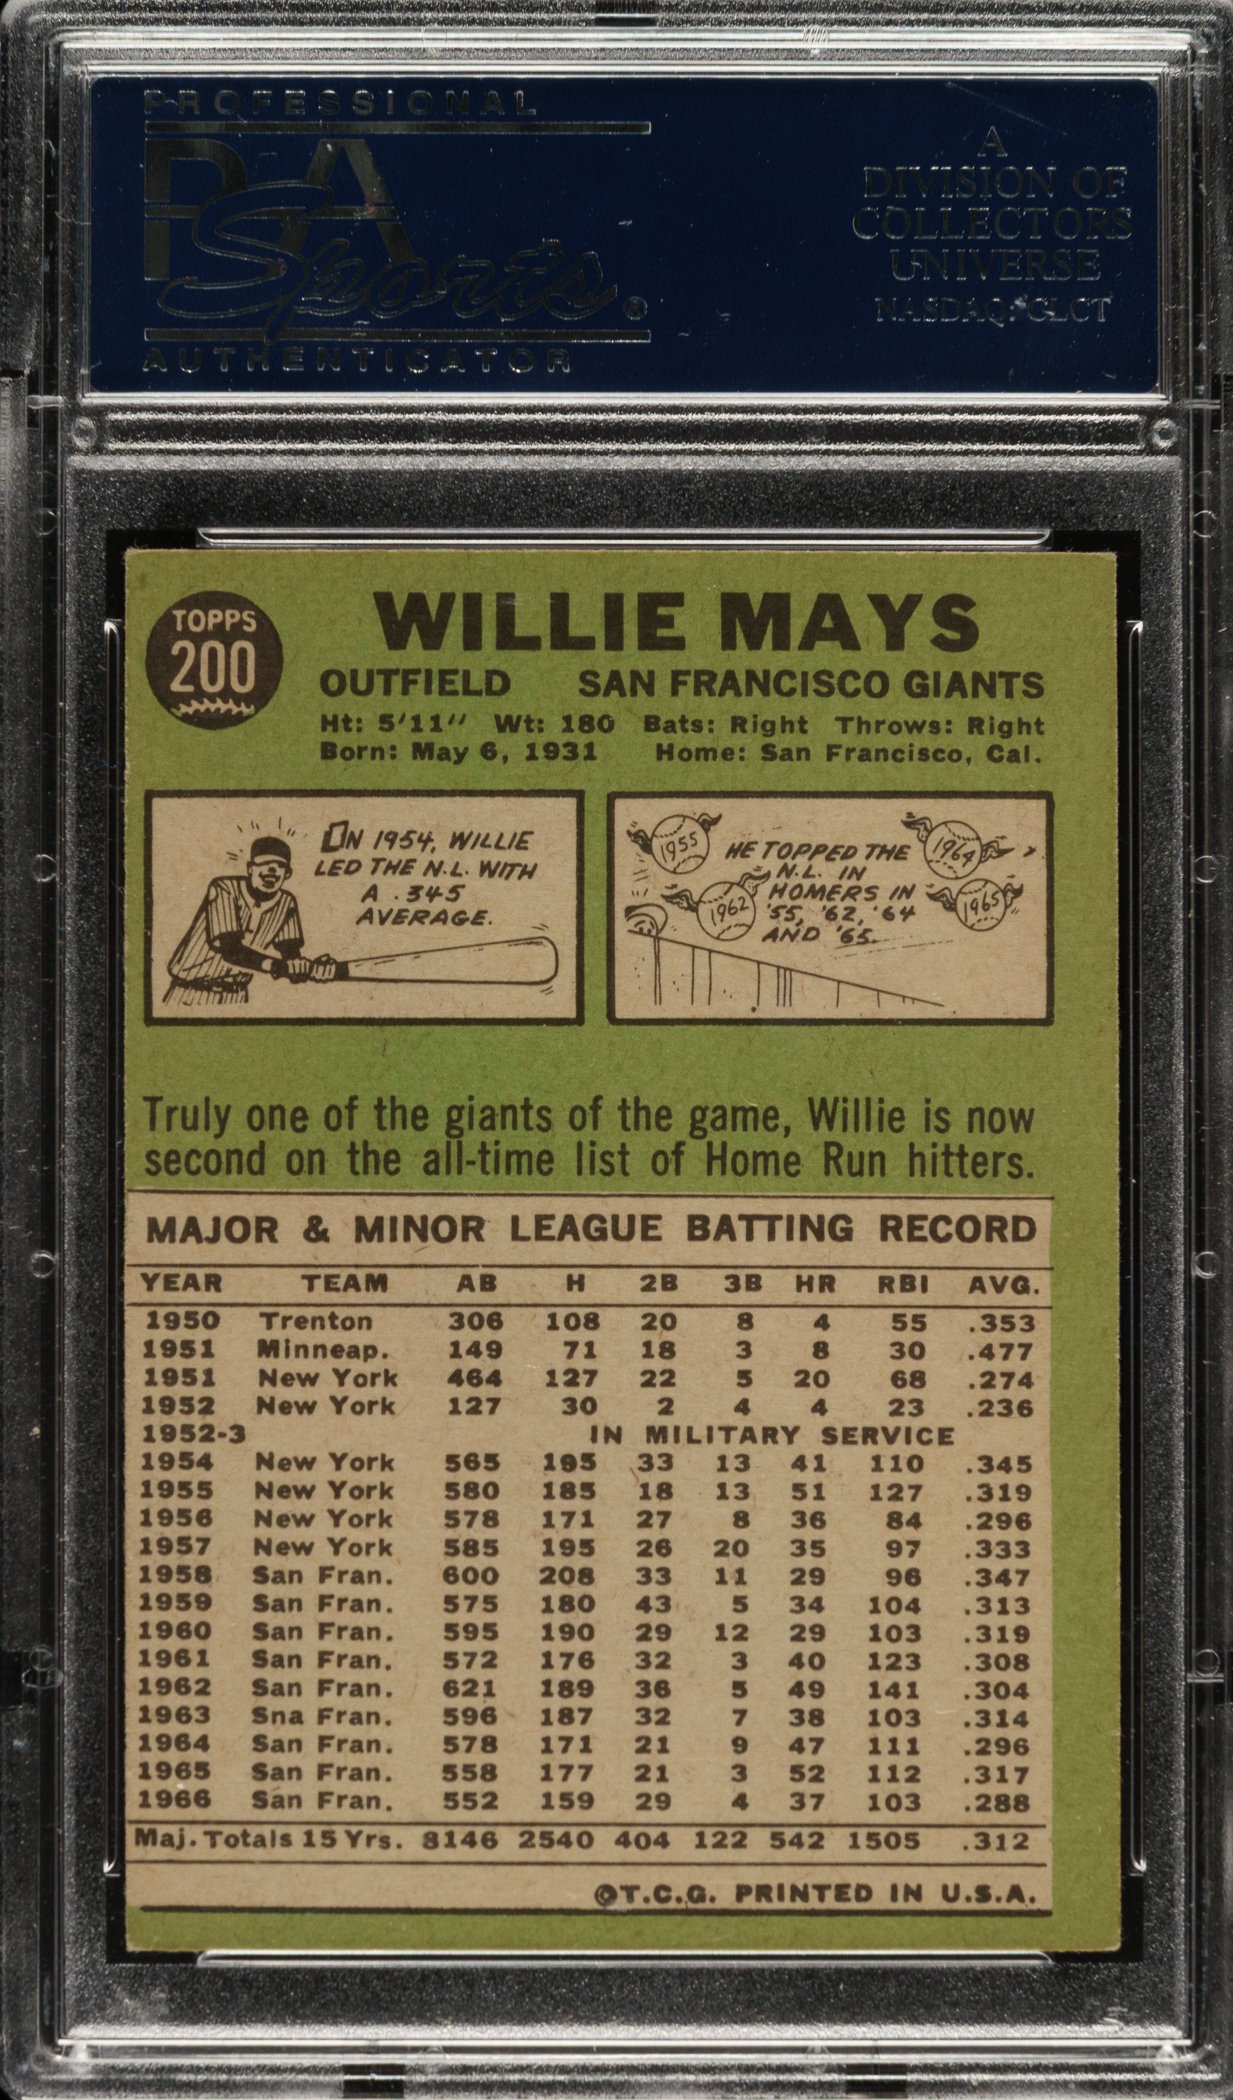 PROFESSIONAL
PSA
Sports®
AUTHENTICATOR
A
DIVISION OF
COLLECTORS
UNIVERSE
NASDAQ: CLCT
TOPPS
200
WILLIE MAYS
OUTFIELD SAN FRANCISCO GIANTS
Ht: 5'11" Wt: 180 Bats: Right Throws: Right
Born: May 6, 1931 Home: San Francisco, Cal.
IN 1954, WILLIE
LED THE N.L. WITH
A .345
AVERAGE.
1955
1964
1962
1965
HE TOPPED THE
N.L. IN
HOMERS IN
'55, '62, '64
AND '65.
Truly one of the giants of the game, Willie is now
second on the all-time list of Home Run hitters.
MAJOR & MINOR LEAGUE BATTING RECORD
YEAR TEAM AB H 2B 3B HR RBI AVG.
1950 Trenton 306 108 20 8 4 55 .353
1951 Minneap. 149 71 18 3 8 30 .477
1951 New York 464 127 22 5 20 68 .274
1952 New York 127 30 2 4 4 23 .236
1952-3 IN MILITARY SERVICE
1954 New York 565 195 33 13 41 110 .345
1955 New York 580 185 18 13 51 127 .319
1956 New York 578 171 27 8 36 84 .296
1957 New York 585 195 26 20 35 97 .333
1958 San Fran. 600 208 33 11 29 96 .347
1959 San Fran. 575 180 43 5 34 104 .313
1960 San Fran. 595 190 29 12 29 103 .319
1961 San Fran. 572 176 32 3 40 123 .308
1962 San Fran. 621 189 36 5 49 141 .304
1963 Sna Fran. 596 187 32 7 38 103 .314
1964 San Fran. 578 171 21 9 47 111 .296
1965 San Fran. 558 177 21 3 52 112 .317
1966 San Fran. 552 159 29 4 37 103 .288
Maj. Totals 15 Yrs. 8146 2540 404 122 542 1505 .312
©T.C.G. PRINTED IN U.S.A.